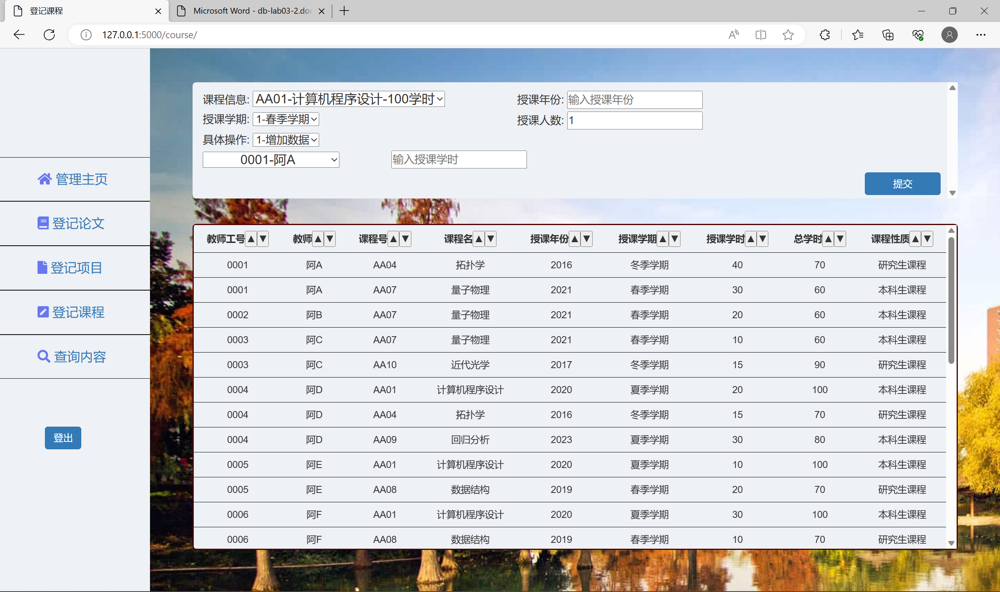 登记课程
Microsoft Word - db-lab03-2.doc
127.0.0.1:5000/course/
管理主页
登记论文
登记项目
登记课程
查询内容
登出
课程信息: AA01-计算机程序设计-100学时 授课年份: 输入授课年份
授课学期: 1-春季学期 授课人数: 1
具体操作: 1-增加数据
0001-阿A 输入授课学时
提交
教师工号▲▼ 教师▲▼ 课程号▲▼ 课程名▲▼ 授课年份▲▼ 授课学期▲▼ 授课学时▲▼ 总学时▲▼ 课程性质▲▼
0001 阿A AA04 拓扑学 2016 冬季学期 40 70 研究生课程
0001 阿A AA07 量子物理 2021 春季学期 30 60 本科生课程
0002 阿B AA07 量子物理 2021 春季学期 20 60 本科生课程
0003 阿C AA07 量子物理 2021 春季学期 10 60 本科生课程
0003 阿C AA10 近代光学 2017 冬季学期 15 90 研究生课程
0004 阿D AA01 计算机程序设计 2020 夏季学期 20 100 本科生课程
0004 阿D AA04 拓扑学 2016 冬季学期 15 70 研究生课程
0004 阿D AA09 回归分析 2023 夏季学期 30 80 本科生课程
0005 阿E AA01 计算机程序设计 2020 夏季学期 10 100 本科生课程
0005 阿E AA08 数据结构 2019 春季学期 20 70 研究生课程
0006 阿F AA01 计算机程序设计 2020 夏季学期 30 100 本科生课程
0006 阿F AA08 数据结构 2019 春季学期 10 70 研究生课程